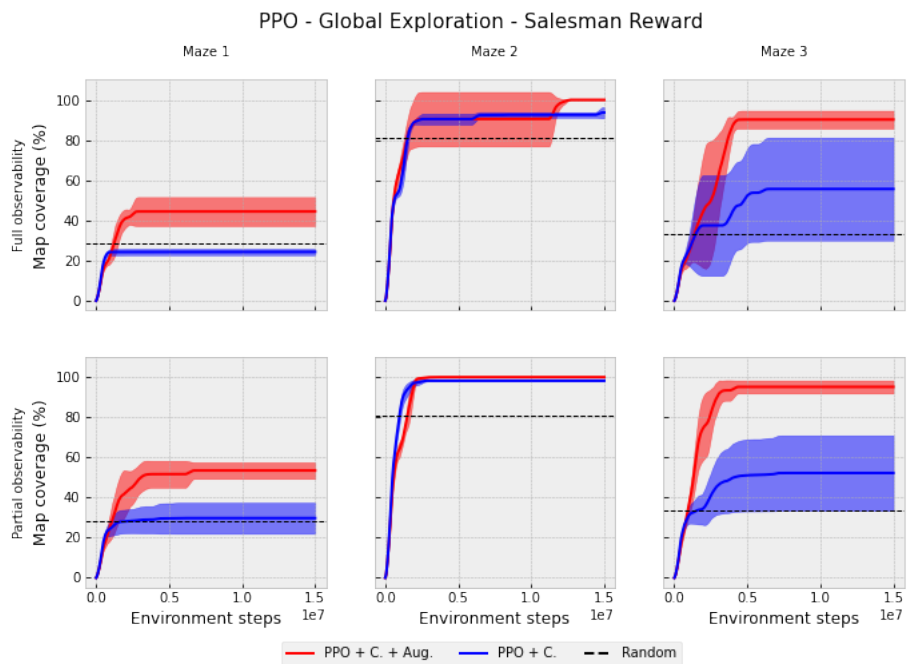 PPO - Global Exploration - Salesman Reward
Maze 1
Maze 2
Maze 3
Full observability
Map coverage (%)
100
80
60
40
20
0
Partial observability
Map coverage (%)
100
80
60
40
20
0
0.0 0.5 1.0 1.5
1e7
Environment steps
0.0 0.5 1.0 1.5
1e7
Environment steps
0.0 0.5 1.0 1.5
1e7
Environment steps
PPO + C. + Aug. PPO + C. Random